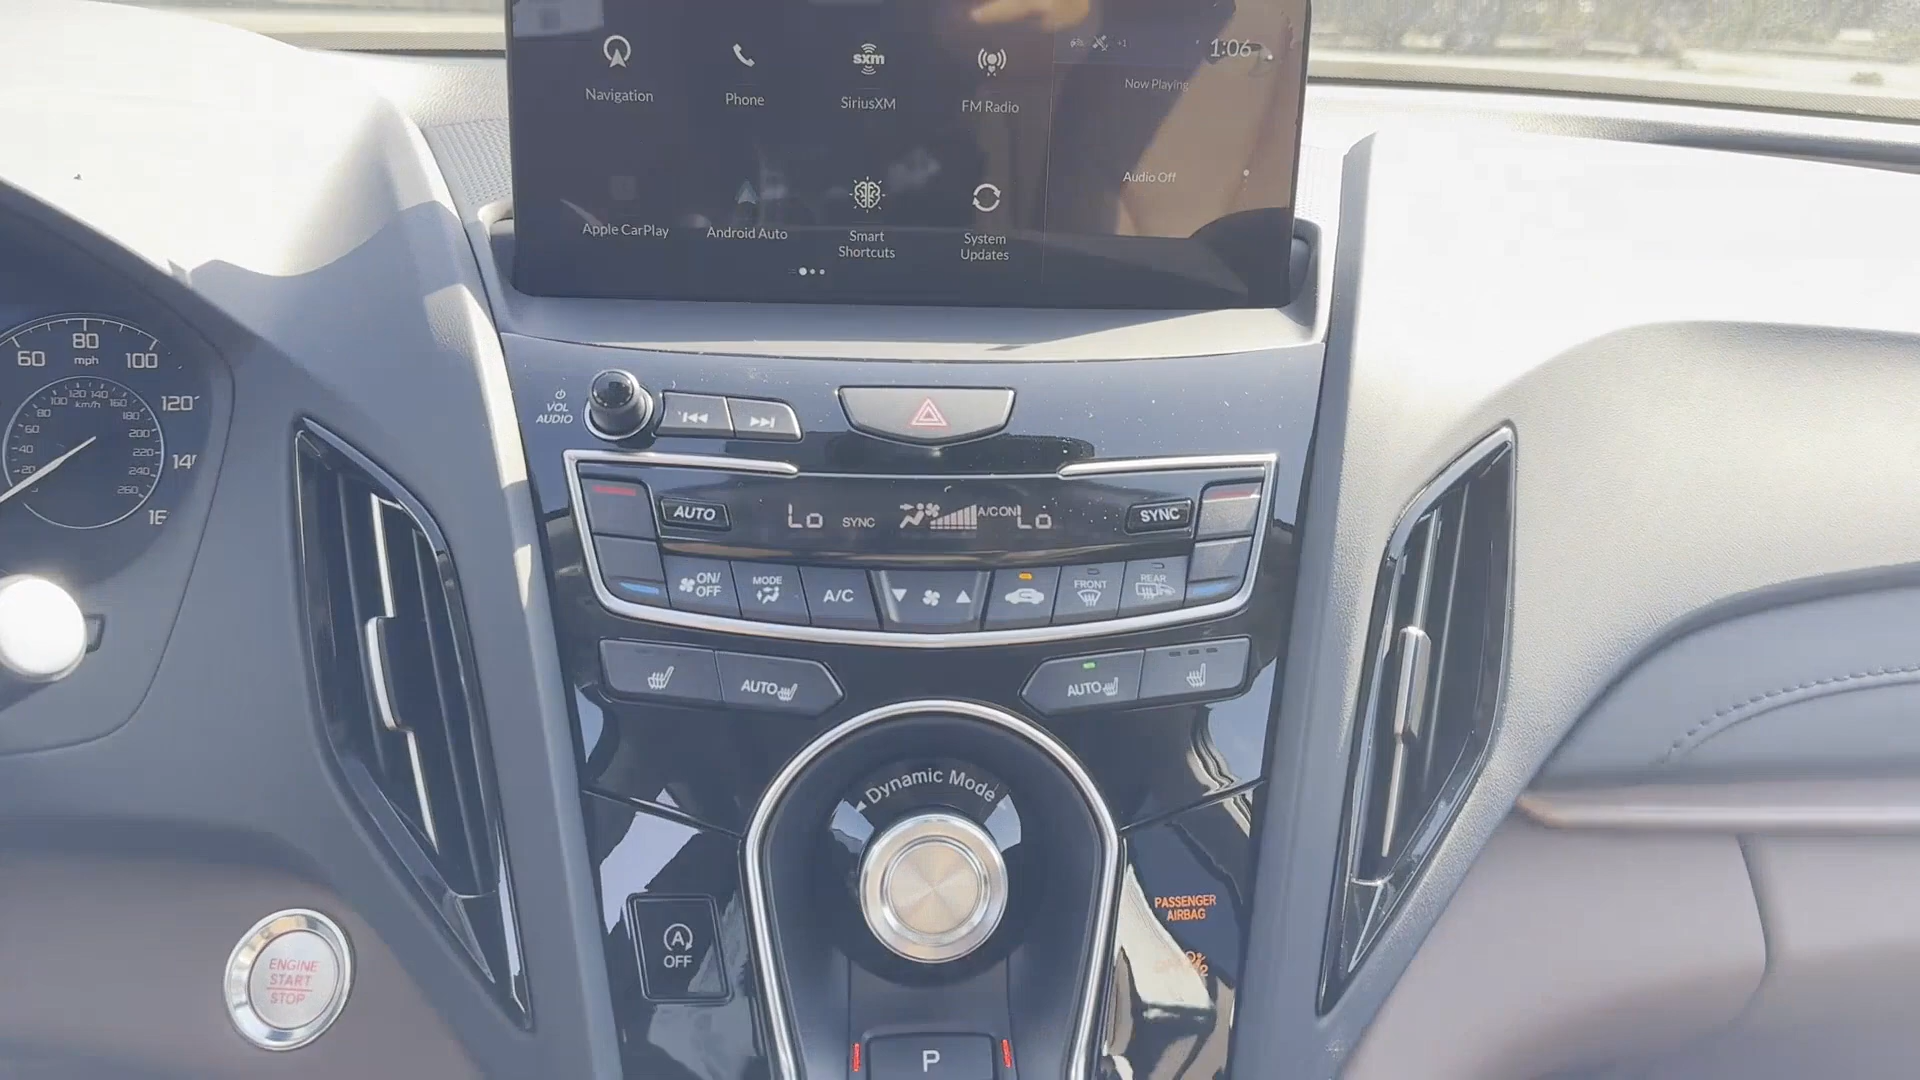 Navigation
Phone
sxm
SiriusXM
FM Radio
1:06
Now Playing
Audio Off
Apple CarPlay
Android Auto
Smart
Shortcuts
System
Updates
60
80
100
120
mph
km/h
20
40
60
80
100
120
140
160
180
200
220
240
260
VOL
AUDIO
AUTO
Lo
SYNC
A/C ON
Lo
SYNC
ON/
OFF
MODE
A/C
FRONT
REAR
AUTO
AUTO
Dynamic Mode
A
OFF
PASSENGER
AIRBAG
ENGINE
START
STOP
P